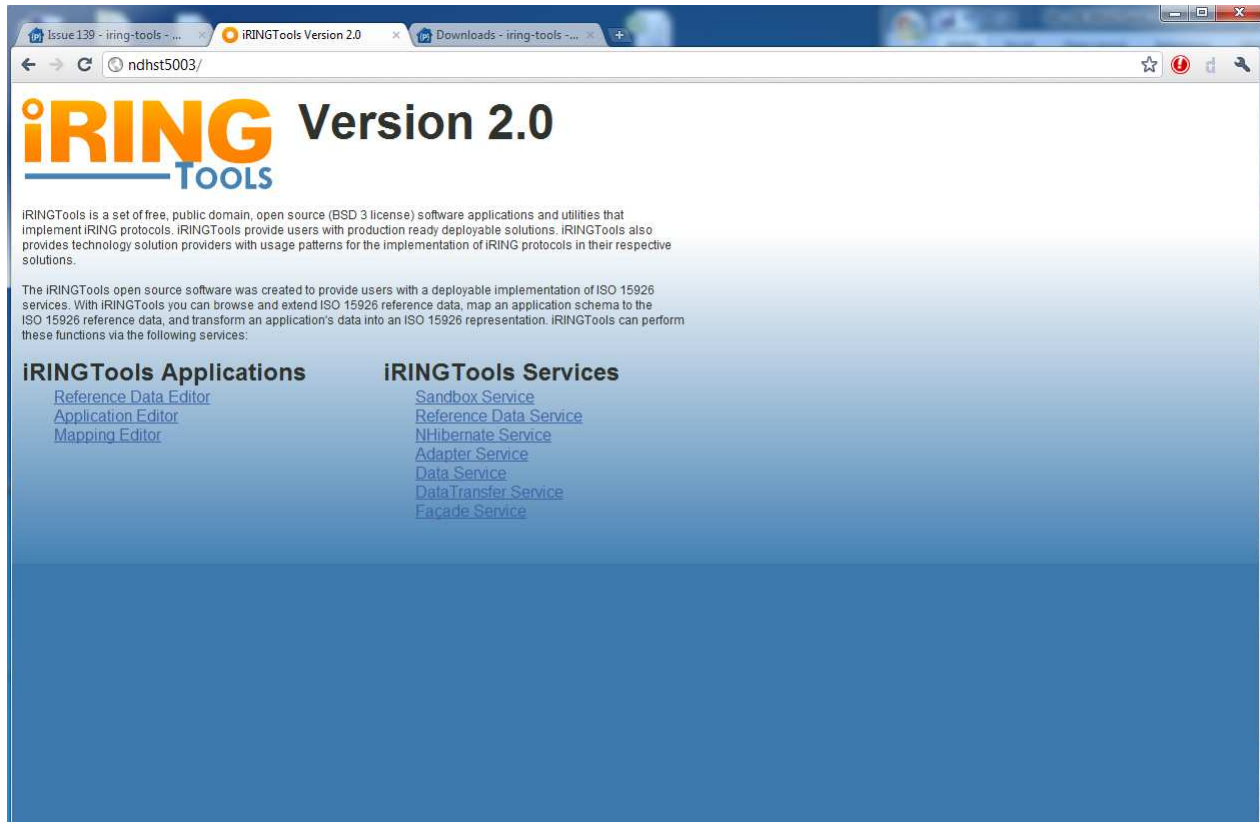 Issue 139 - iring-tools - ...
iRINGTools Version 2.0
Downloads - iring-tools -...
ndhst5003/
iRING
TOOLS
Version 2.0
iRINGTools is a set of free, public domain, open source (BSD 3 license) software applications and utilities that
implement iRING protocols. iRINGTools provide users with production ready deployable solutions. iRINGTools also
provides technology solution providers with usage patterns for the implementation of iRING protocols in their respective
solutions.
The iRINGTools open source software was created to provide users with a deployable implementation of ISO 15926
services. With iRINGTools you can browse and extend ISO 15926 reference data, map an application schema to the
ISO 15926 reference data, and transform an application's data into an ISO 15926 representation. iRINGTools can perform
these functions via the following services:
iRINGTools Applications
Reference Data Editor
Application Editor
Mapping Editor
iRINGTools Services
Sandbox Service
Reference Data Service
NHibernate Service
Adapter Service
Data Service
DataTransfer Service
Façade Service